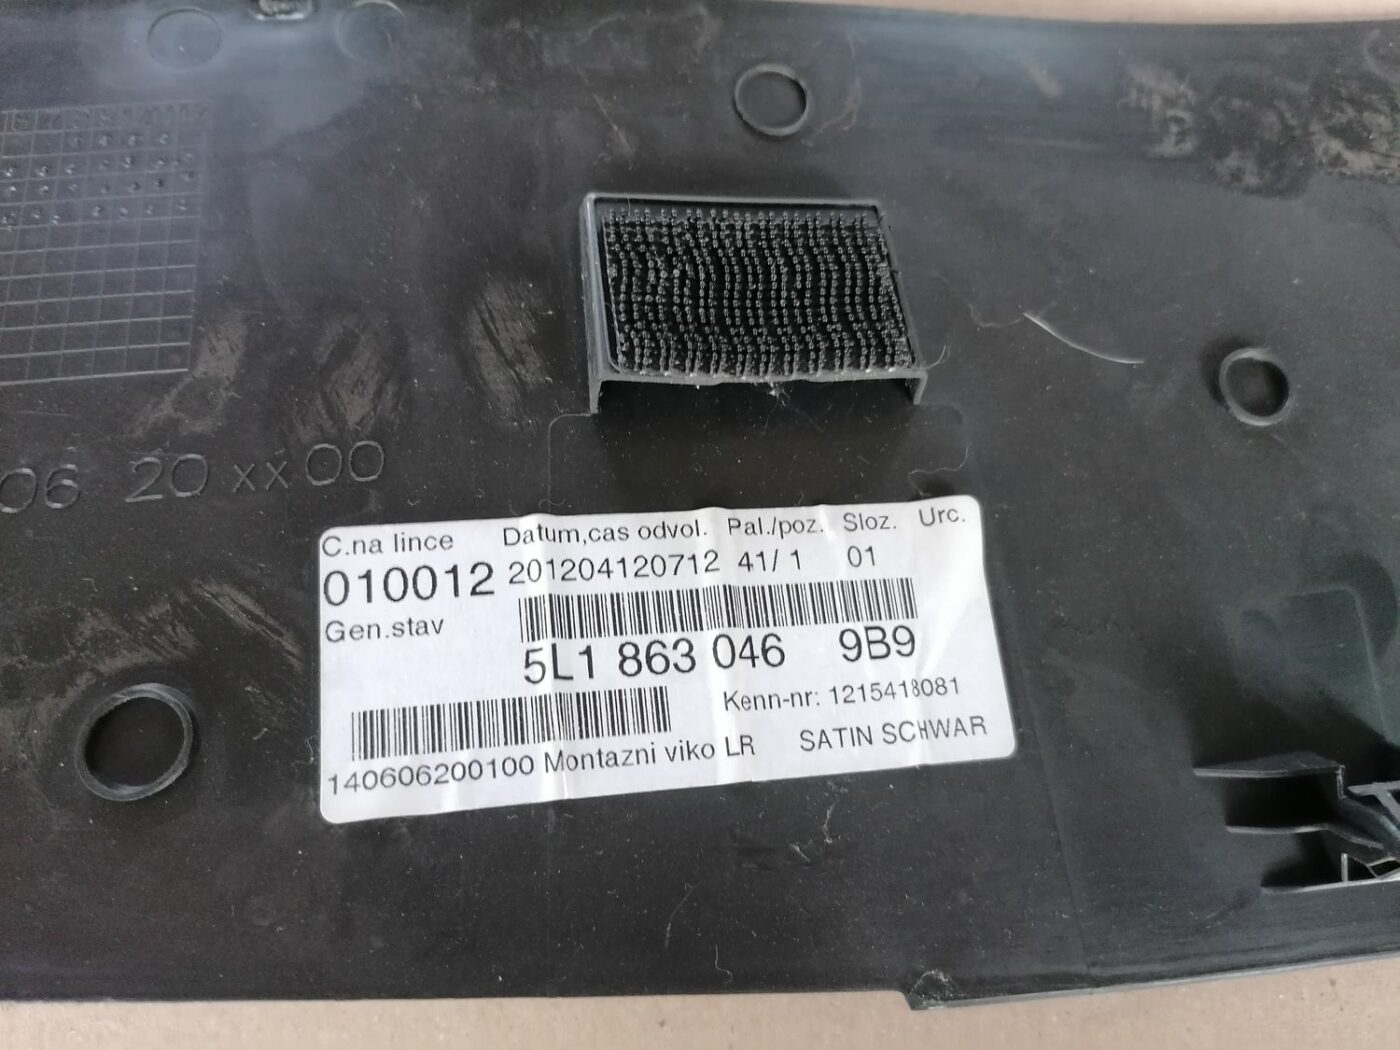 06 20 xx 00
C.na lince Datum,cas odvol. Pal./poz. Sloz. Urc.
010012 201204120712 41/ 1 01
Gen.stav
5L1 863 046 9B9
Kenn-nr: 1215418081
140606200100 Montazni viko LR SATIN SCHWAR